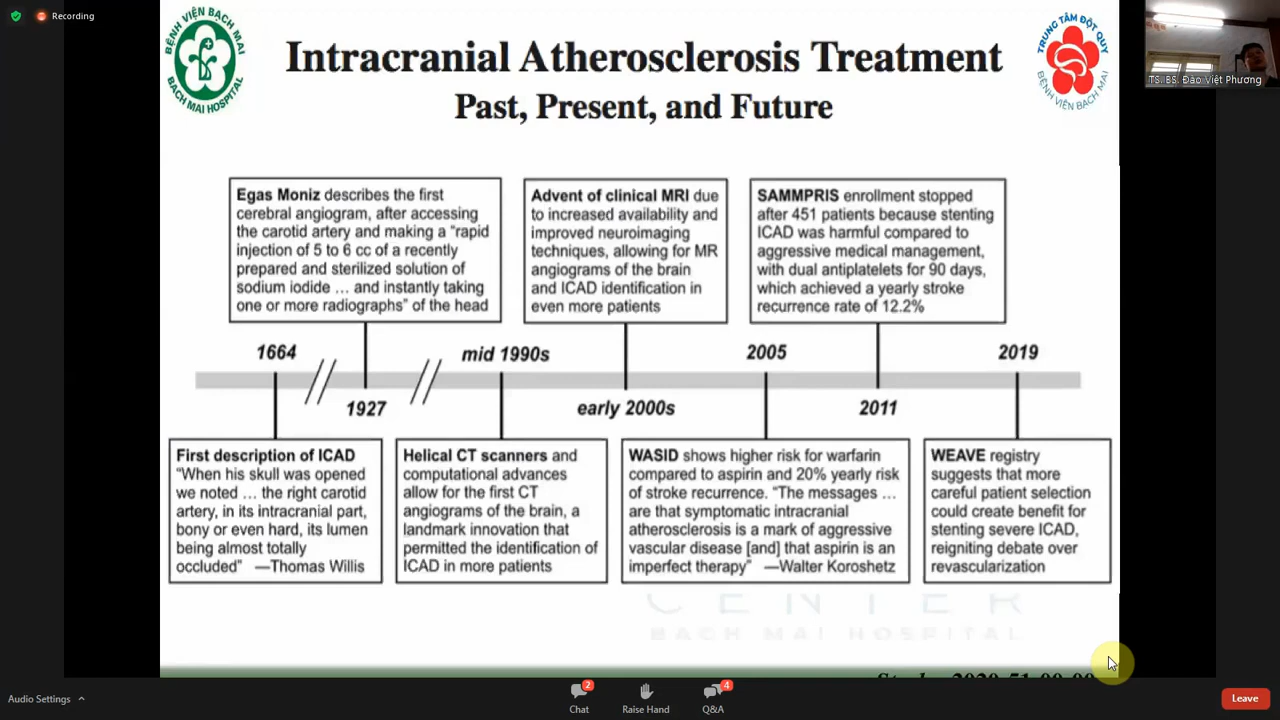 Recording
BỆNH VIỆN BẠCH MAI
BACH MAI HOSPITAL
Intracranial Atherosclerosis Treatment
Past, Present, and Future
TRUNG TÂM ĐỘT QUỴ
BỆNH VIỆN BẠCH MAI
TS. BS. Đào Việt Phương
Egas Moniz describes the first
cerebral angiogram, after accessing
the carotid artery and making a “rapid
injection of 5 to 6 cc of a recently
prepared and sterilized solution of
sodium iodide ... and instantly taking
one or more radiographs” of the head
Advent of clinical MRI due
to increased availability and
improved neuroimaging
techniques, allowing for MR
angiograms of the brain
and ICAD identification in
even more patients
SAMMPRIS enrollment stopped
after 451 patients because stenting
ICAD was harmful compared to
aggressive medical management,
with dual antiplatelets for 90 days,
which achieved a yearly stroke
recurrence rate of 12.2%
1664
mid 1990s
2005
2019
1927
early 2000s
2011
First description of ICAD
“When his skull was opened
we noted ... the right carotid
artery, in its intracranial part,
bony or even hard, its lumen
being almost totally
occluded” —Thomas Willis
Helical CT scanners and
computational advances
allow for the first CT
angiograms of the brain, a
landmark innovation that
permitted the identification of
ICAD in more patients
WASID shows higher risk for warfarin
compared to aspirin and 20% yearly risk
of stroke recurrence. “The messages ...
are that symptomatic intracranial
atherosclerosis is a mark of aggressive
vascular disease [and] that aspirin is an
imperfect therapy” —Walter Koroshetz
WEAVE registry
suggests that more
careful patient selection
could create benefit for
stenting severe ICAD,
reigniting debate over
revascularization
CENTER
BACH MAI HOSPITAL
Audio Settings
2
Chat
Raise Hand
4
Q&A
Leave